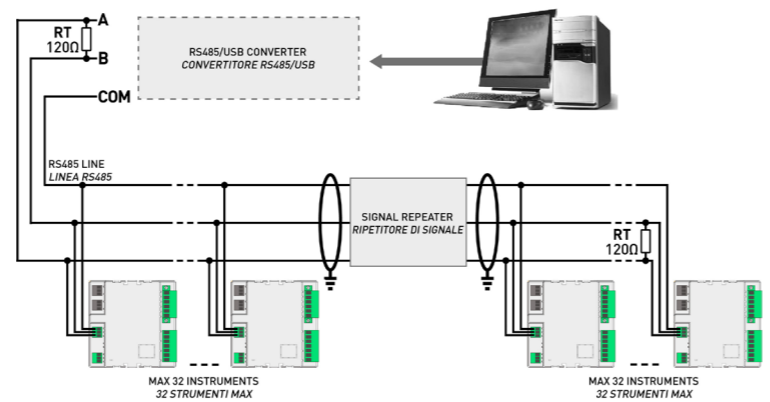 A
RT
120Ω
B
COM
RS485/USB CONVERTER
CONVERTITORE RS485/USB
RS485 LINE
LINEA RS485
SIGNAL REPEATER
RIPETITORE DI SIGNALE
RT
120Ω
MAX 32 INSTRUMENTS
32 STRUMENTI MAX
MAX 32 INSTRUMENTS
32 STRUMENTI MAX